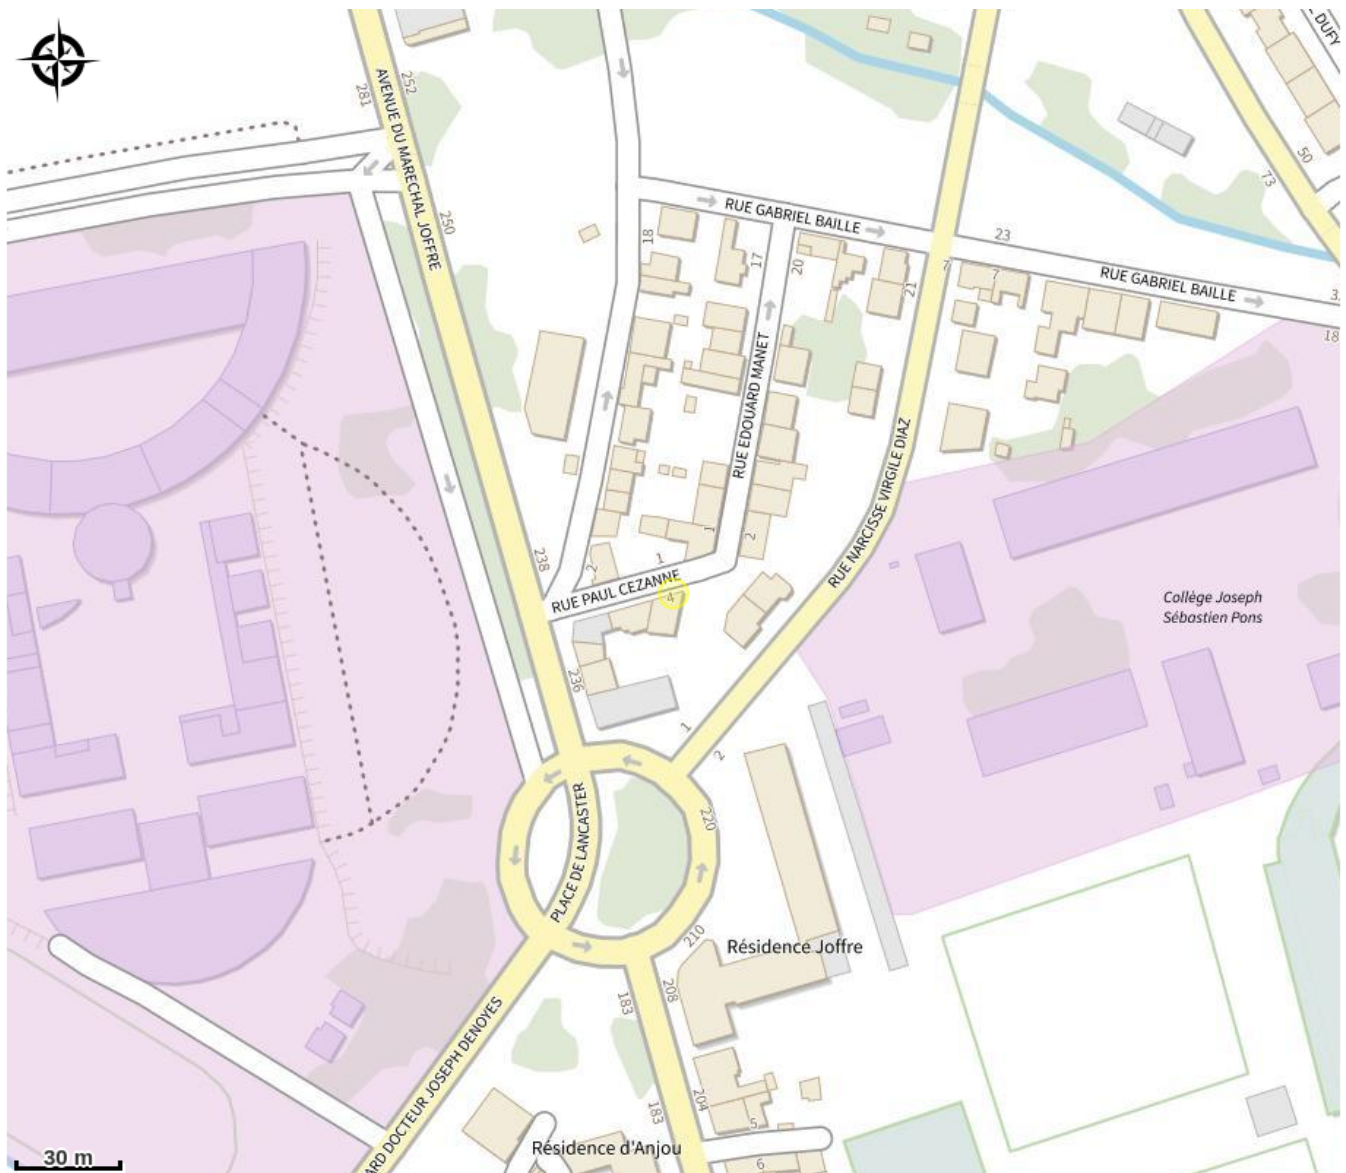 DUFY
252
281
AVENUE DU MARECHAL JOFFRE
50
73
250
RUE GABRIEL BAILLE
18
17
20
23
7
7
21
RUE GABRIEL BAILLE
18
RUE EDOUARD MANET
RUE NARCISSE VIRGILE DIAZ
238
2
1
1
2
RUE PAUL CEZANNE
4
Collège Joseph
Sébastien Pons
236
1
2
PLACE DE LANCASTER
220
210
Résidence Joffre
208
183
ARD DOCTEUR JOSEPH DENOYES
204
183
5
6
Résidence d'Anjou
30 m